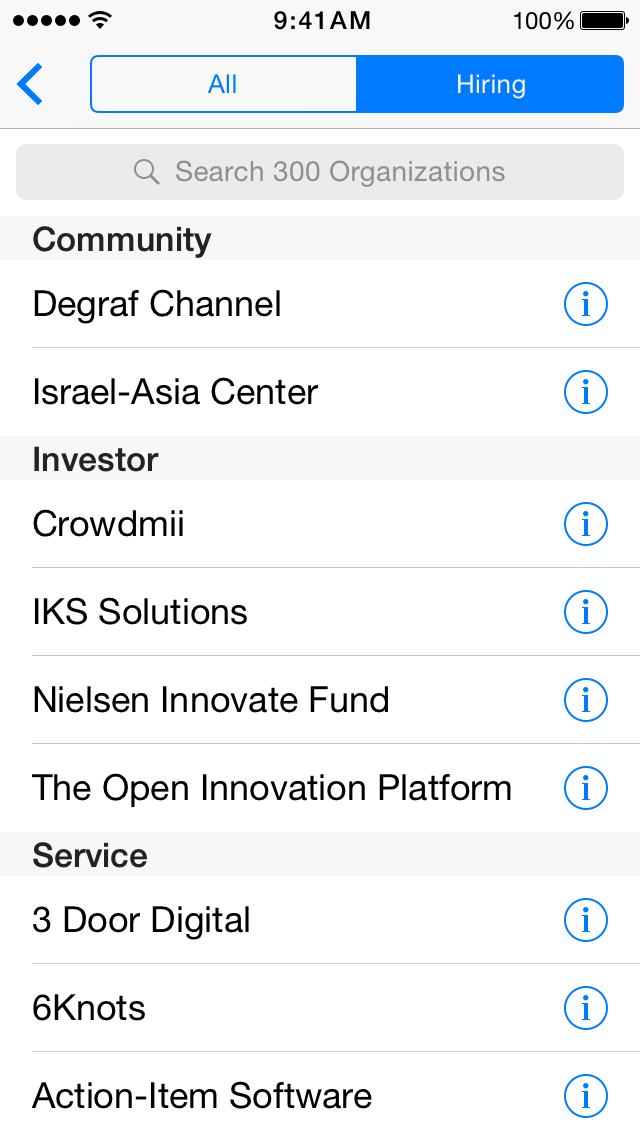 9:41 AM 100%
All Hiring
Search 300 Organizations
Community
Degraf Channel
Israel-Asia Center
Investor
Crowdmii
IKS Solutions
Nielsen Innovate Fund
The Open Innovation Platform
Service
3 Door Digital
6Knots
Action-Item Software